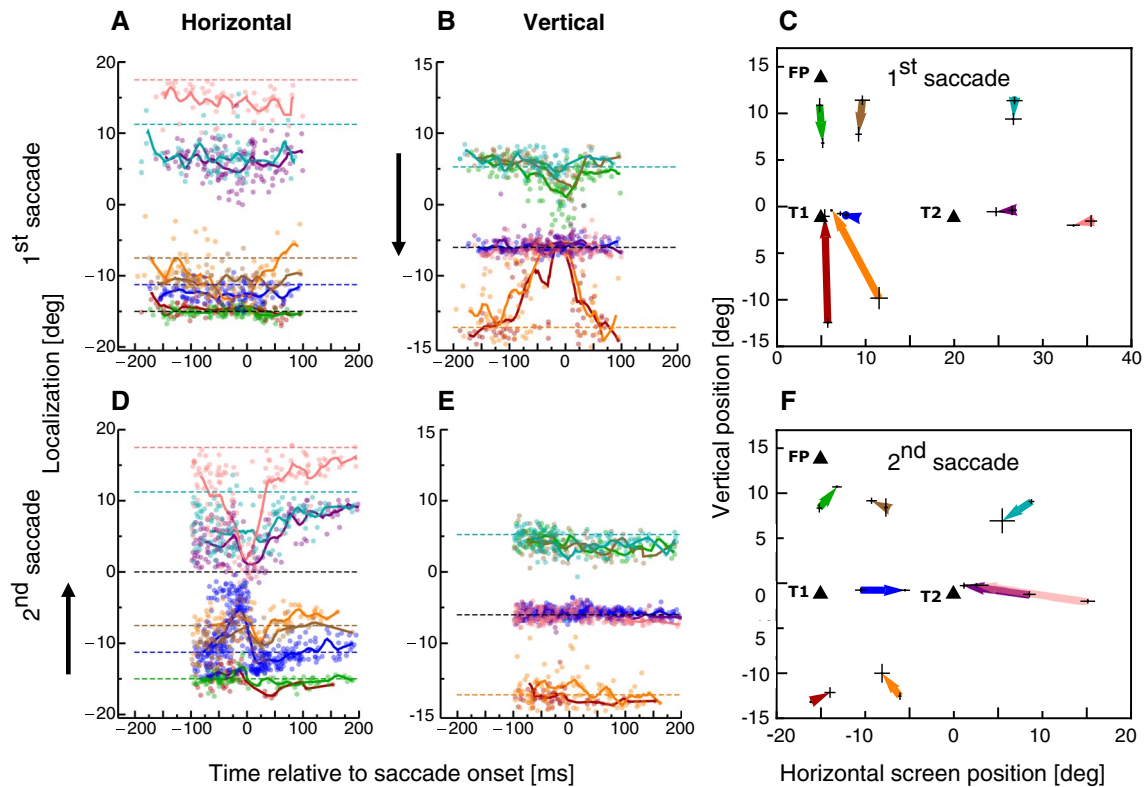 A Horizontal
B Vertical
C
20
10
0
−10
−20
−200 −100 0 100 200
15
10
0
−10
-15
−200 −100 0 100 200
15
10
5
0
-5
-10
-15
0 10 20 30 40
FP
1st saccade
T1
T2
1st saccade
Localization [deg]
Vertical position [deg]
D
E
F
20
10
0
−10
−20
−200 −100 0 100 200
15
10
0
−10
-15
−200 −100 0 100 200
15
10
5
0
5
-10
-15
-20 -10 0 10 20
FP
2nd saccade
T1
T2
2nd saccade
Time relative to saccade onset [ms]
Horizontal screen position [deg]